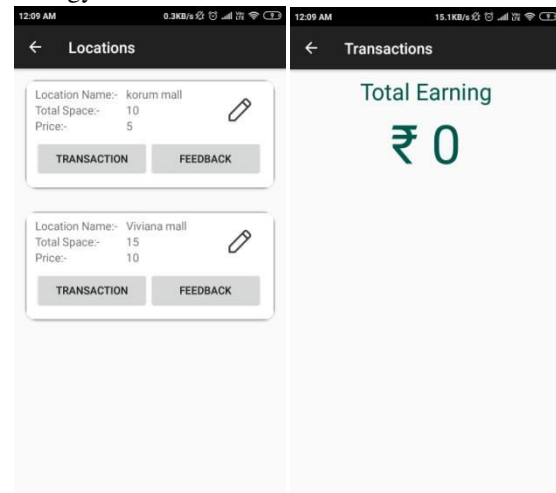 12:09 AM 0.3KB/s
← Locations
Location Name:- korum mall
Total Space:- 10
Price:- 5
TRANSACTION FEEDBACK
Location Name:- Viviana mall
Total Space:- 15
Price:- 10
TRANSACTION FEEDBACK
12:09 AM 15.1KB/s
← Transactions
Total Earning
₹ 0